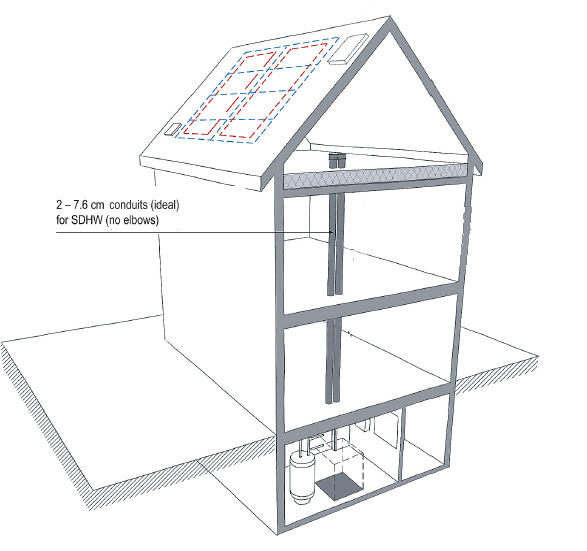 2 – 7.6 cm conduits (ideal)
for SDHW (no elbows)